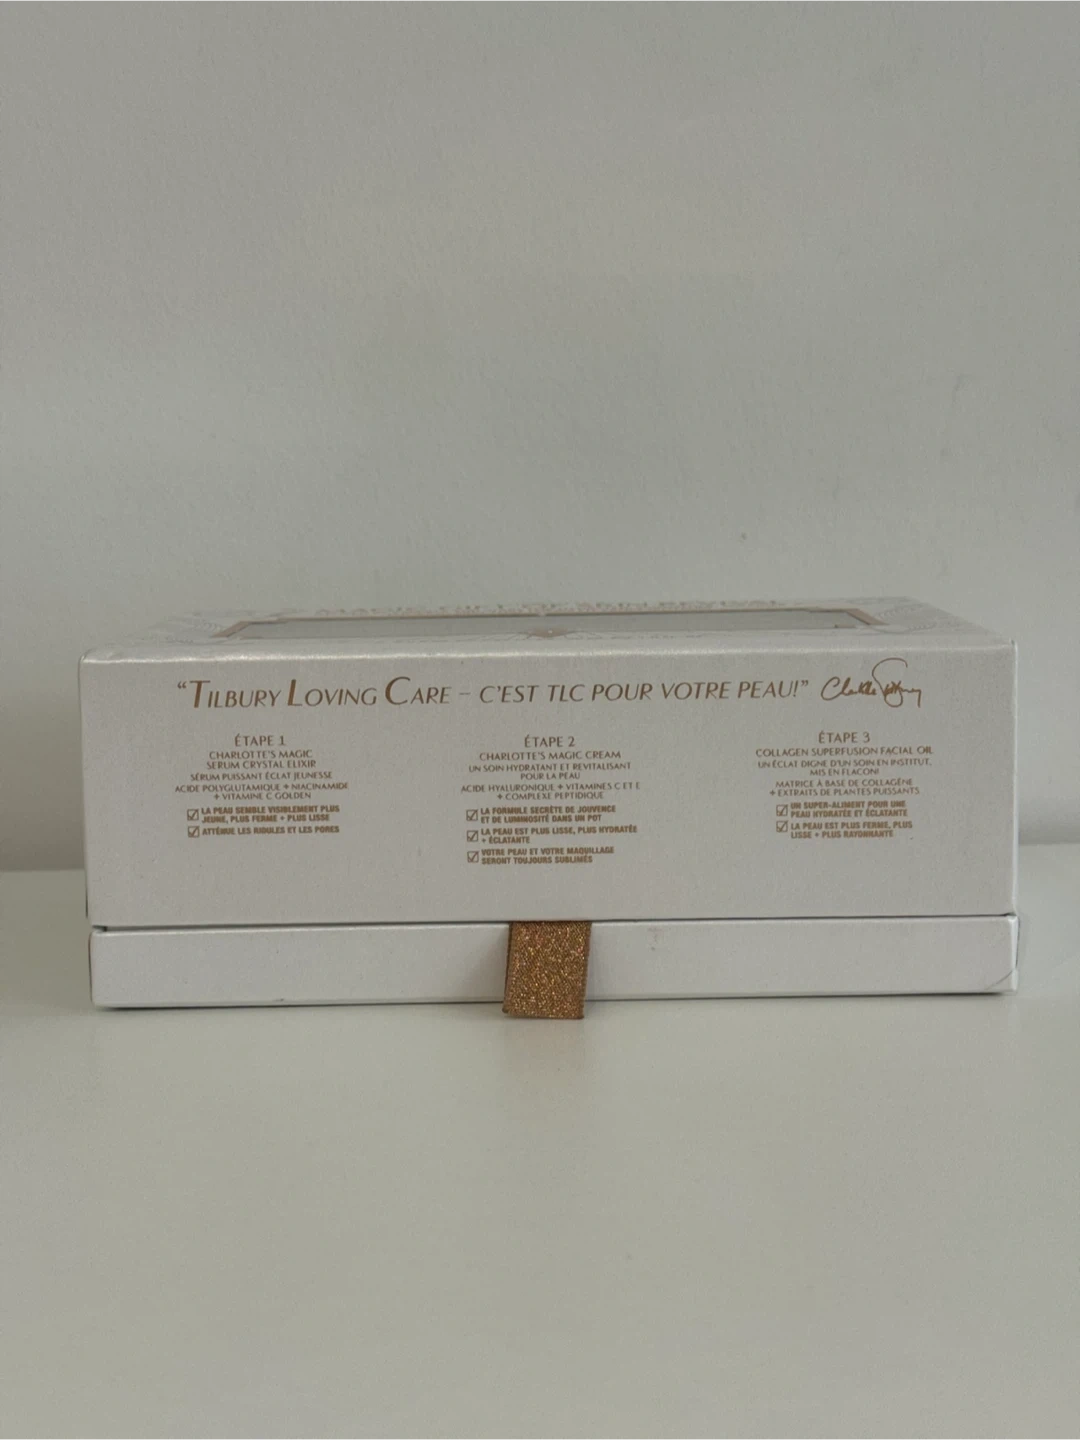 “TILBURY LOVING CARE – C'EST TLC POUR VOTRE PEAU!” Charlotte Tilbury
ÉTAPE 1
CHARLOTTE'S MAGIC
SERUM CRYSTAL ELIXIR
SÉRUM PUISSANT ÉCLAT JEUNESSE
ACIDE POLYGLUTAMIQUE + NIACINAMIDE
+ VITAMINE C GOLDEN
LA PEAU SEMBLE VISIBLEMENT PLUS
JEUNE, PLUS FERME + PLUS LISSE
ATTÉNUE LES RIDULES ET LES PORES
ÉTAPE 2
CHARLOTTE'S MAGIC CREAM
UN SOIN HYDRATANT ET REVITALISANT
POUR LA PEAU
ACIDE HYALURONIQUE + VITAMINES C ET E
+ COMPLEXE PEPTIDIQUE
LA FORMULE SECRÈTE DE JOUVENCE
ET DE LUMINOSITÉ DANS UN POT
LA PEAU EST PLUS LISSE, PLUS HYDRATÉE
+ ÉCLATANTE
VOTRE PEAU ET VOTRE MAQUILLAGE
SERONT TOUJOURS SUBLIMÉS
ÉTAPE 3
COLLAGEN SUPERFUSION FACIAL OIL
UN ÉCLAT DIGNE D'UN SOIN EN INSTITUT,
MIS EN FLACON!
MATRICE À BASE DE COLLAGÈNE
+ EXTRAITS DE PLANTES PUISSANTS
UN SUPER-ALIMENT POUR UNE
PEAU HYDRATÉE ET ÉCLATANTE
LA PEAU EST PLUS FERME, PLUS
LISSE + PLUS RAYONNANTE